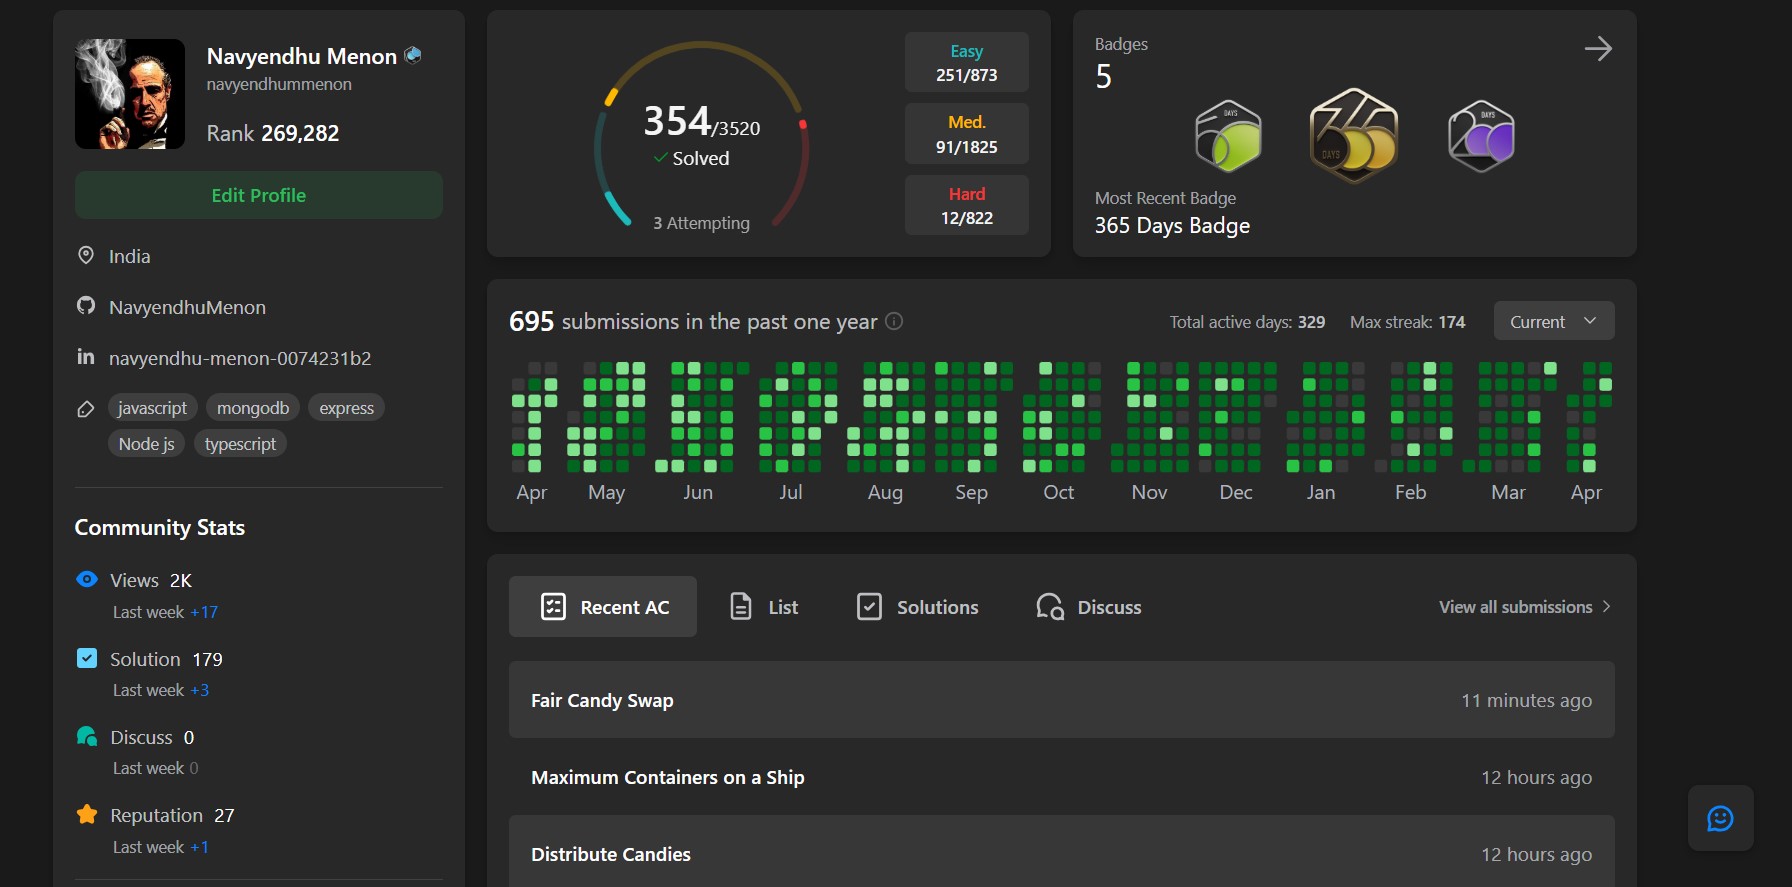 Navyendhu Menon
navyendhummenon
Rank 269,282
Edit Profile
India
NavyendhuMenon
navyendhu-menon-0074231b2
javascript mongodb express
Node js typescript
Community Stats
Views 2K
Last week +17
Solution 179
Last week +3
Discuss 0
Last week 0
Reputation 27
Last week +1
354/3520
Solved
3 Attempting
Easy
251/873
Med.
91/1825
Hard
12/822
Badges
5
DAYS
365
DAYS
DAYS
Most Recent Badge
365 Days Badge
695 submissions in the past one year
Total active days: 329 Max streak: 174 Current
Apr May Jun Jul Aug Sep Oct Nov Dec Jan Feb Mar Apr
Recent AC List Solutions Discuss View all submissions
Fair Candy Swap 11 minutes ago
Maximum Containers on a Ship 12 hours ago
Distribute Candies 12 hours ago